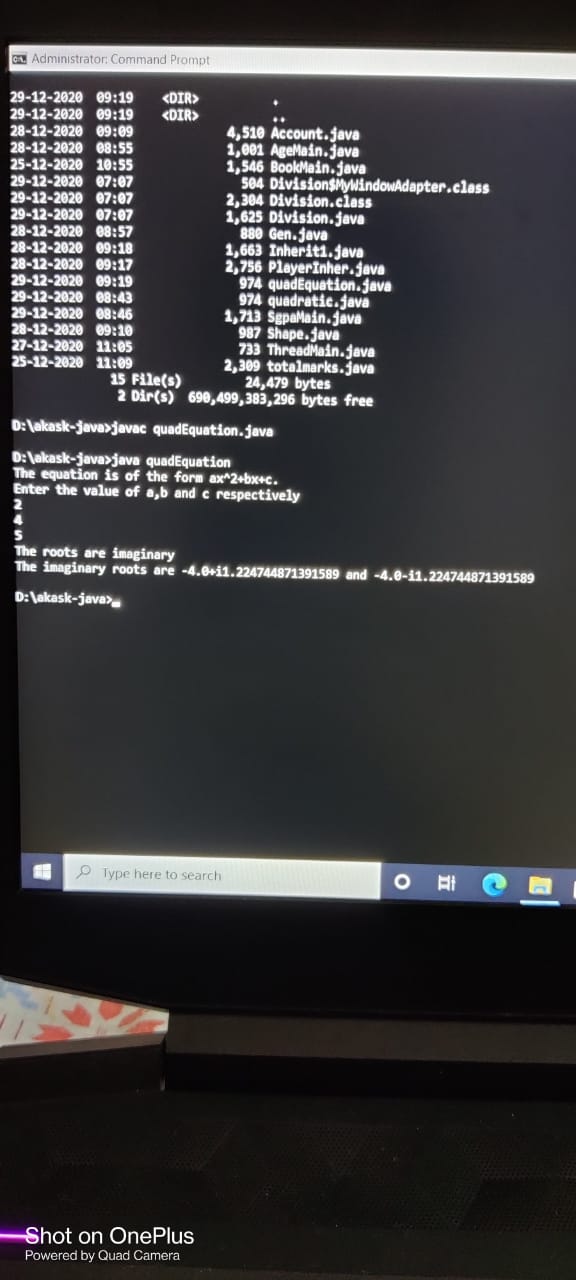 Administrator: Command Prompt
29-12-2020 09:19 <DIR> .
29-12-2020 09:19 <DIR> ..
28-12-2020 09:09 4,510 Account.java
28-12-2020 08:55 1,001 AgeMain.java
25-12-2020 10:55 1,546 BookMain.java
29-12-2020 07:07 504 Division$MyWindowAdapter.class
29-12-2020 07:07 2,304 Division.class
29-12-2020 07:07 1,625 Division.java
28-12-2020 08:57 880 Gen.java
28-12-2020 09:18 1,663 Inherit1.java
28-12-2020 09:17 2,756 PlayerInher.java
29-12-2020 09:19 974 quadEquation.java
29-12-2020 08:43 974 quadratic.java
29-12-2020 08:46 1,713 SgpaMain.java
28-12-2020 09:10 987 Shape.java
27-12-2020 11:05 733 ThreadMain.java
25-12-2020 11:09 2,309 totalmarks.java
15 File(s) 24,479 bytes
2 Dir(s) 690,499,383,296 bytes free
D:\akask-java>javac quadEquation.java
D:\akask-java>java quadEquation
The equation is of the form ax^2+bx+c.
Enter the value of a,b and c respectively
2
4
5
The roots are imaginary
The imaginary roots are -4.0+i1.224744871391589 and -4.0-i1.224744871391589
D:\akask-java>
Type here to search
Shot on OnePlus
Powered by Quad Camera